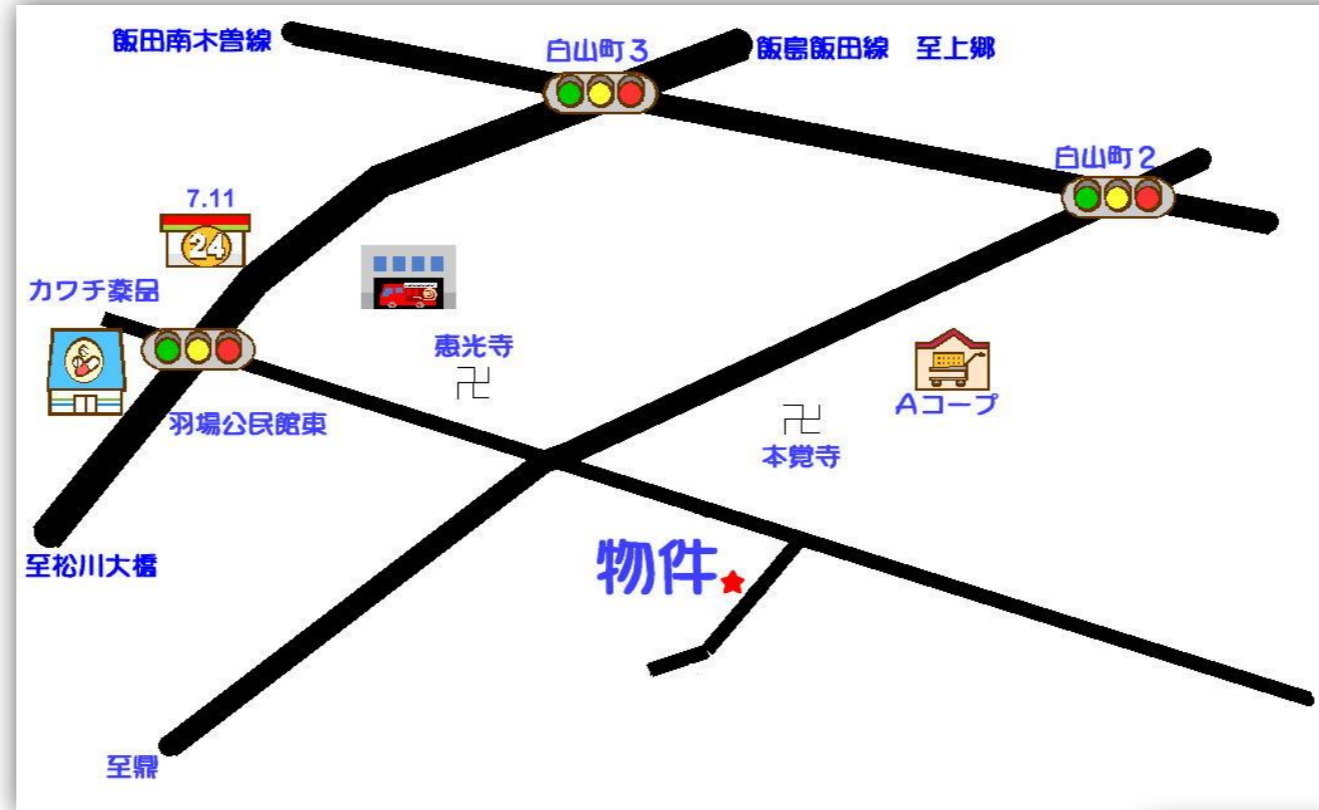 飯田南木曽線
白山町3
飯島飯田線　至上郷
白山町2
7.11
24
カワチ薬品
恵光寺
卍
羽場公民館東
Aコープ
卍
本覚寺
物件
至松川大橋
至鼎